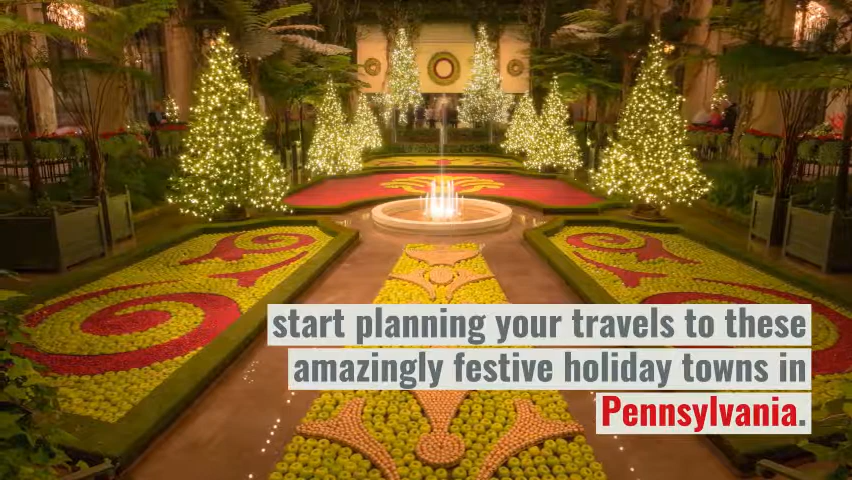 start planning your travels to these
amazingly festive holiday towns in
Pennsylvania.